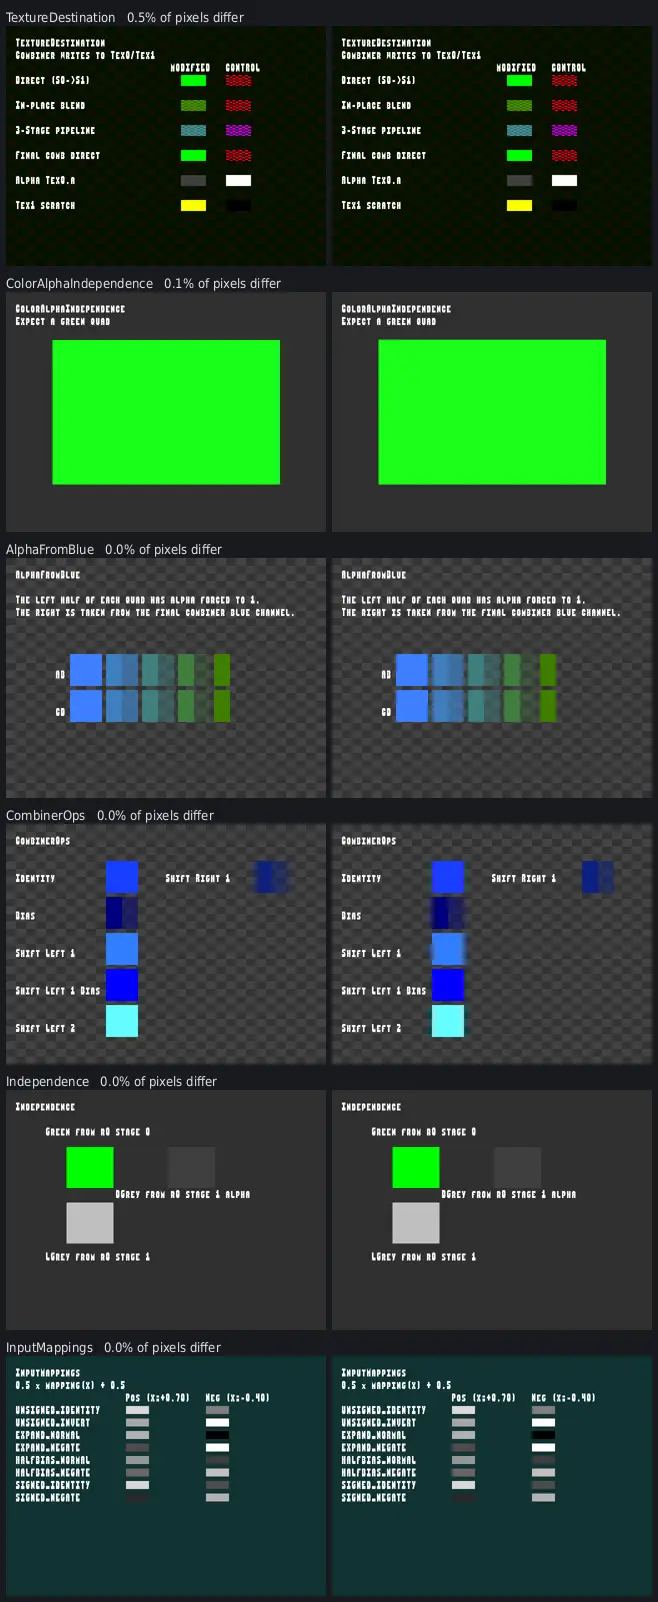 TextureDestination 0.5% of pixels differ
TextureDestination TextureDestination
Combiner writes to Tex0/Tex1 Combiner writes to Tex0/Tex1
Modified Control Modified Control
Direct (S0->S1) Direct (S0->S1)
In-place blend In-place blend
3-Stage pipeline 3-Stage pipeline
Final comb direct Final comb direct
Alpha Tex0.a Alpha Tex0.a
Tex1 scratch Tex1 scratch
ColorAlphaIndependence 0.1% of pixels differ
ColorAlphaIndependence ColorAlphaIndependence
Expect a green quad Expect a green quad
AlphaFromBlue 0.0% of pixels differ
AlphaFromBlue AlphaFromBlue
The left half of each quad has alpha forced to 1. The left half of each quad has alpha forced to 1.
The right is taken from the final combiner blue channel. The right is taken from the final combiner blue channel.
AB AB
CD CD
CombinerOps 0.0% of pixels differ
CombinerOps CombinerOps
Identity Shift Right 1 Identity Shift Right 1
Bias Bias
Shift Left 1 Shift Left 1
Shift Left 1 Bias Shift Left 1 Bias
Shift Left 2 Shift Left 2
Independence 0.0% of pixels differ
Independence Independence
Green from R0 stage 0 Green from R0 stage 0
DGrey from R0 stage 1 alpha DGrey from R0 stage 1 alpha
LGrey from R0 stage 1 LGrey from R0 stage 1
InputMappings 0.0% of pixels differ
InputMappings InputMappings
0.5 x mapping(x) + 0.5 0.5 x mapping(x) + 0.5
Pos (x=+0.70) Neg (x=-0.40) Pos (x=+0.70) Neg (x=-0.40)
UNSIGNED_IDENTITY UNSIGNED_IDENTITY
UNSIGNED_INVERT UNSIGNED_INVERT
EXPAND_NORMAL EXPAND_NORMAL
EXPAND_NEGATE EXPAND_NEGATE
HALFBIAS_NORMAL HALFBIAS_NORMAL
HALFBIAS_NEGATE HALFBIAS_NEGATE
SIGNED_IDENTITY SIGNED_IDENTITY
SIGNED_NEGATE SIGNED_NEGATE